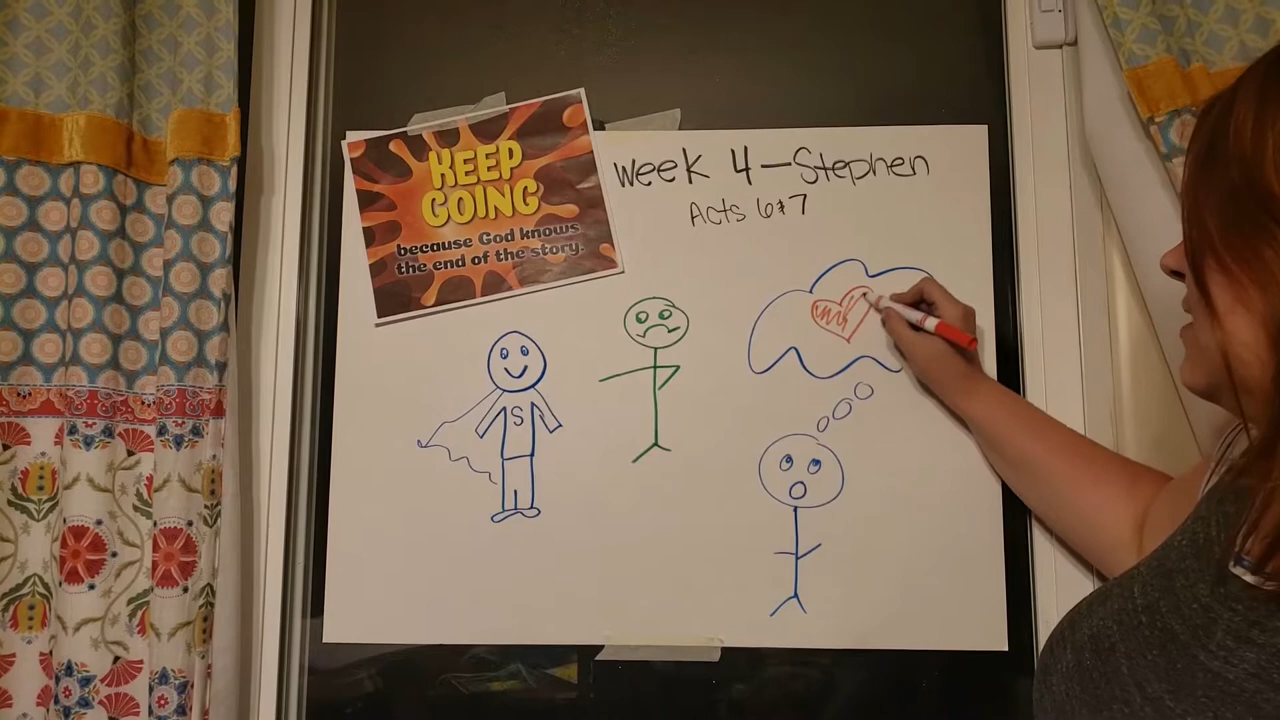 KEEP
GOING
because God knows
the end of the story.
Week 4—Stephen
Acts 6&7
S